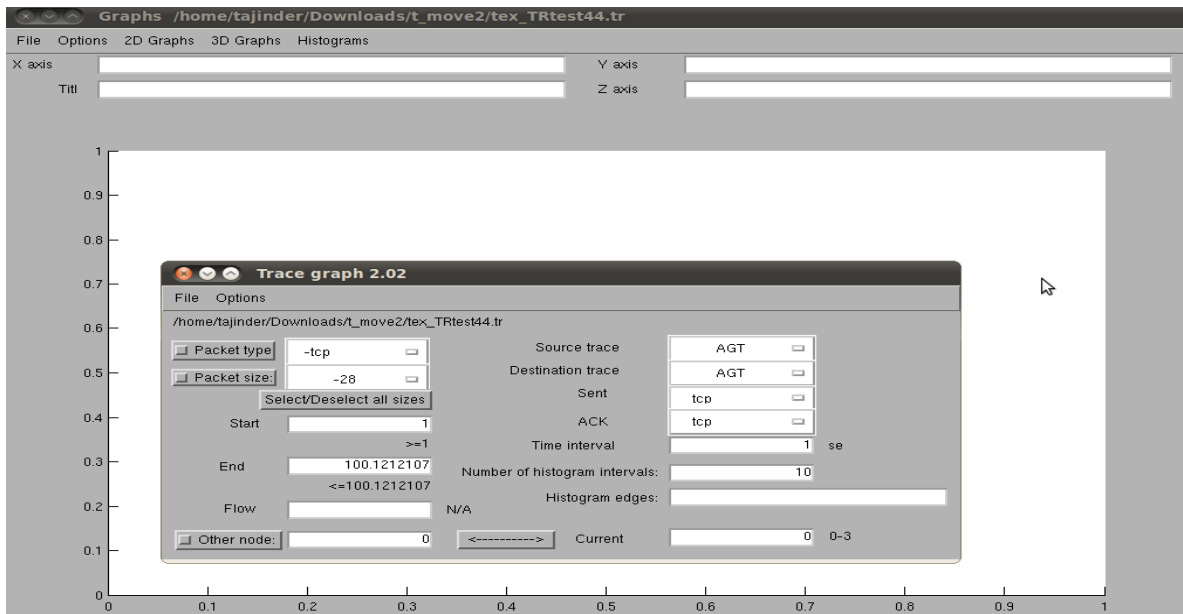 Graphs /home/tajinder/Downloads/t_move2/tex_TRtest44.tr
File Options 2D Graphs 3D Graphs Histograms
X axis Y axis
Titl Z axis
1
0.9
0.8
0.7
0.6
0.5
0.4
0.3
0.2
0.1
0
0 0.1 0.2 0.3 0.4 0.5 0.6 0.7 0.8 0.9 1
Trace graph 2.02
File Options
/home/tajinder/Downloads/t_move2/tex_TRtest44.tr
Packet type -tcp Source trace AGT
Packet size: -28 Destination trace AGT
Select/Deselect all sizes Sent tcp
Start 1 ACK tcp
>=1 Time interval 1 se
End 100.1212107 Number of histogram intervals: 10
<=100.1212107 Histogram edges:
Flow N/A
Other node: 0 <----------> Current 0 0-3